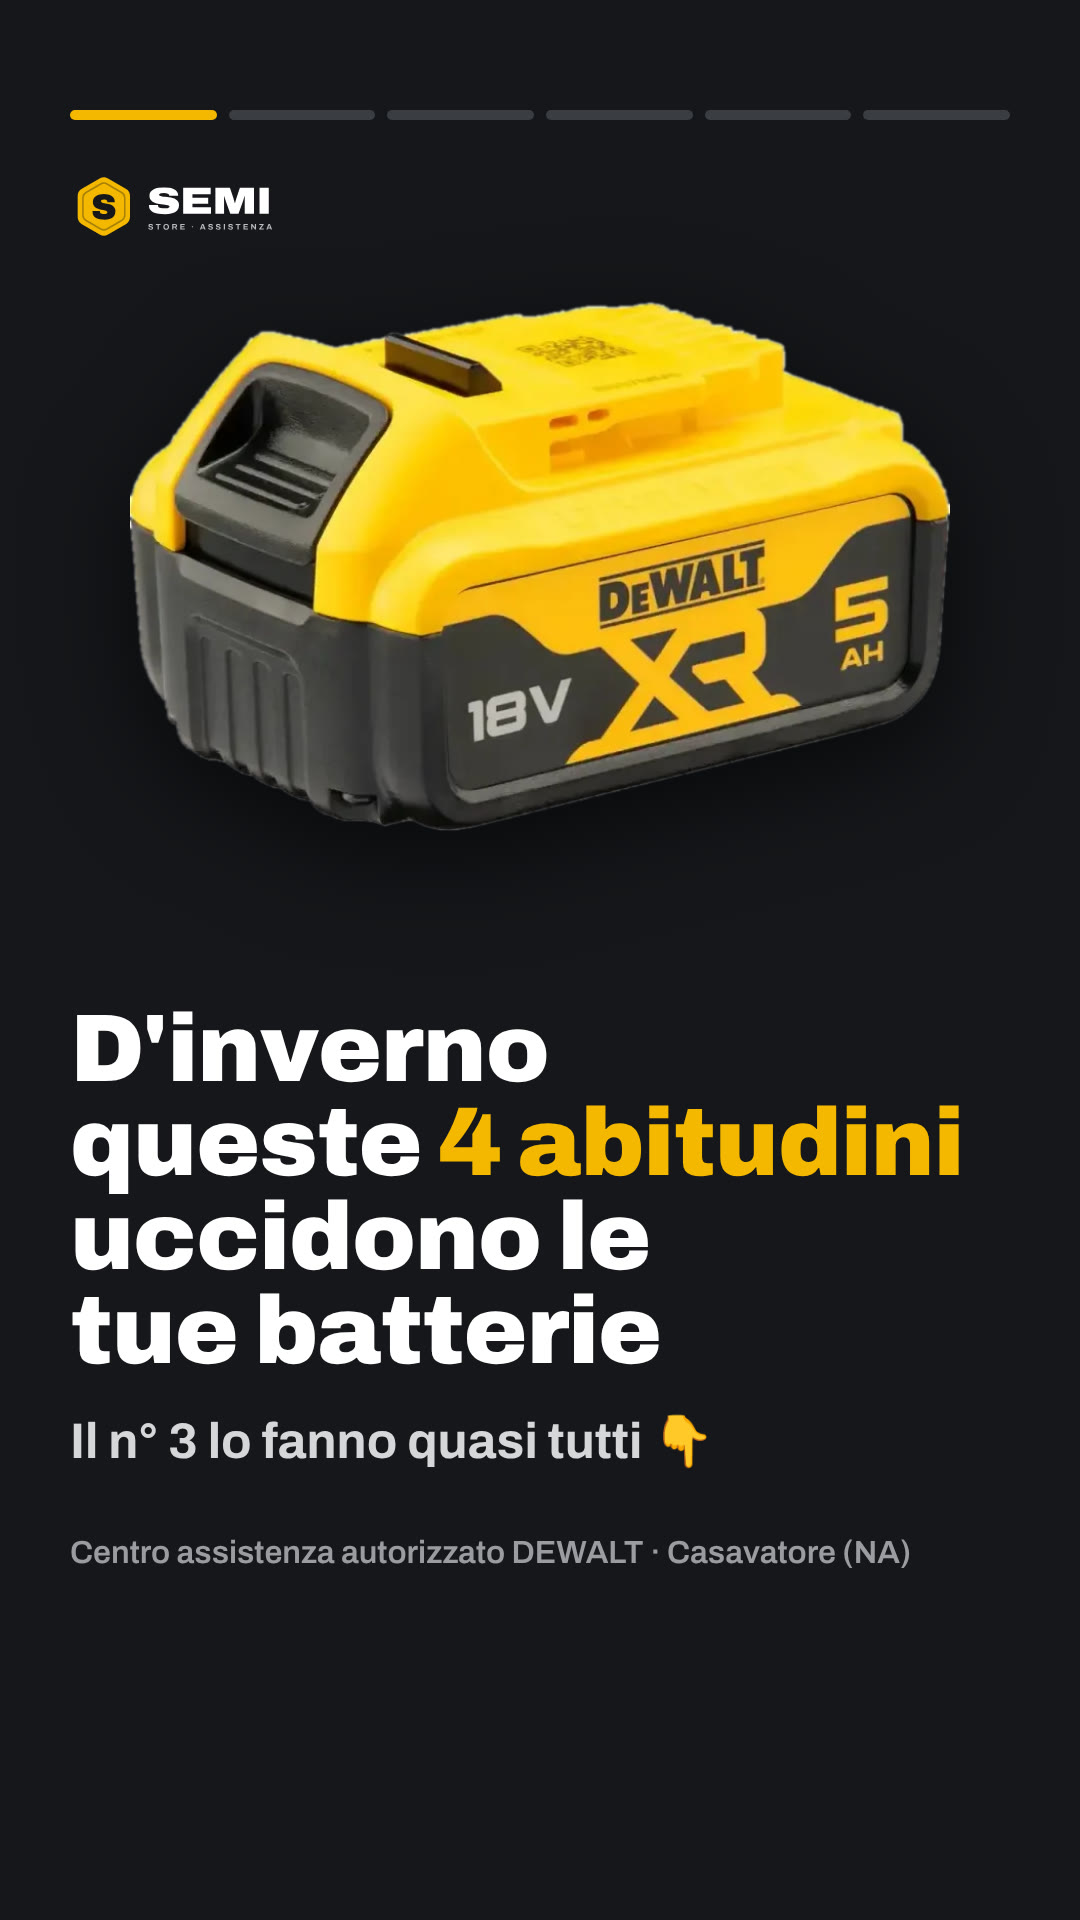 S
SEMI
STORE · ASSISTENZA
DEWALT
XR
18V
5
AH
D'inverno
queste 4 abitudini
uccidono le
tue batterie
Il n° 3 lo fanno quasi tutti 👇
Centro assistenza autorizzato DEWALT · Casavatore (NA)